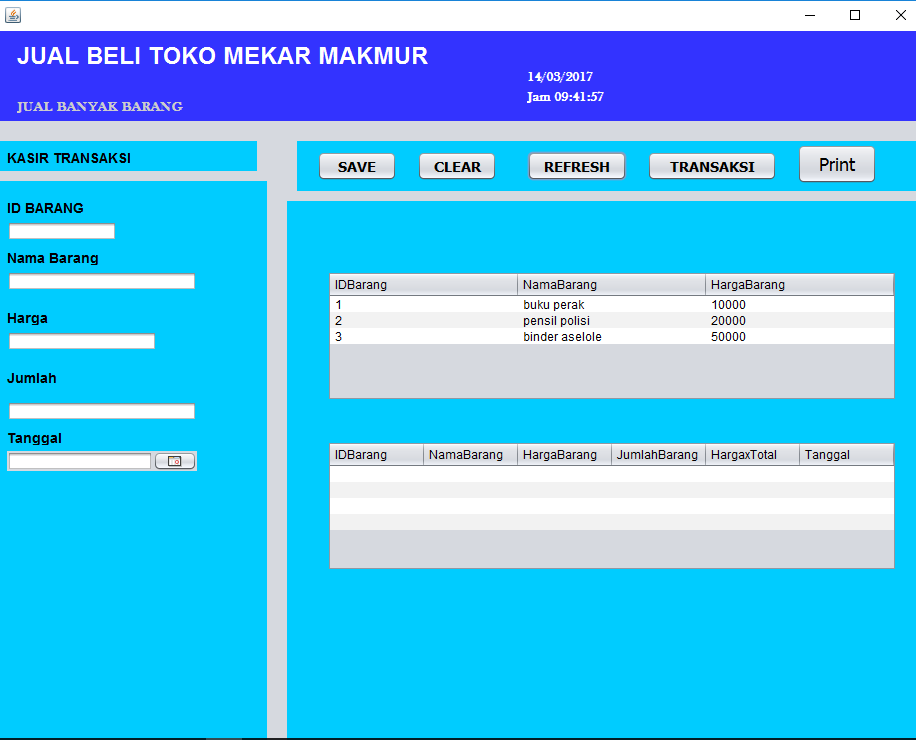 JUAL BELI TOKO MEKAR MAKMUR
14/03/2017
JUAL BANYAK BARANG
Jam 09:41:57
KASIR TRANSAKSI
SAVE CLEAR REFRESH TRANSAKSI Print
ID BARANG
Nama Barang
Harga
Jumlah
Tanggal
IDBarang NamaBarang HargaBarang
1 buku perak 10000
2 pensil polisi 20000
3 binder aselole 50000
IDBarang NamaBarang HargaBarang JumlahBarang HargaxTotal Tanggal